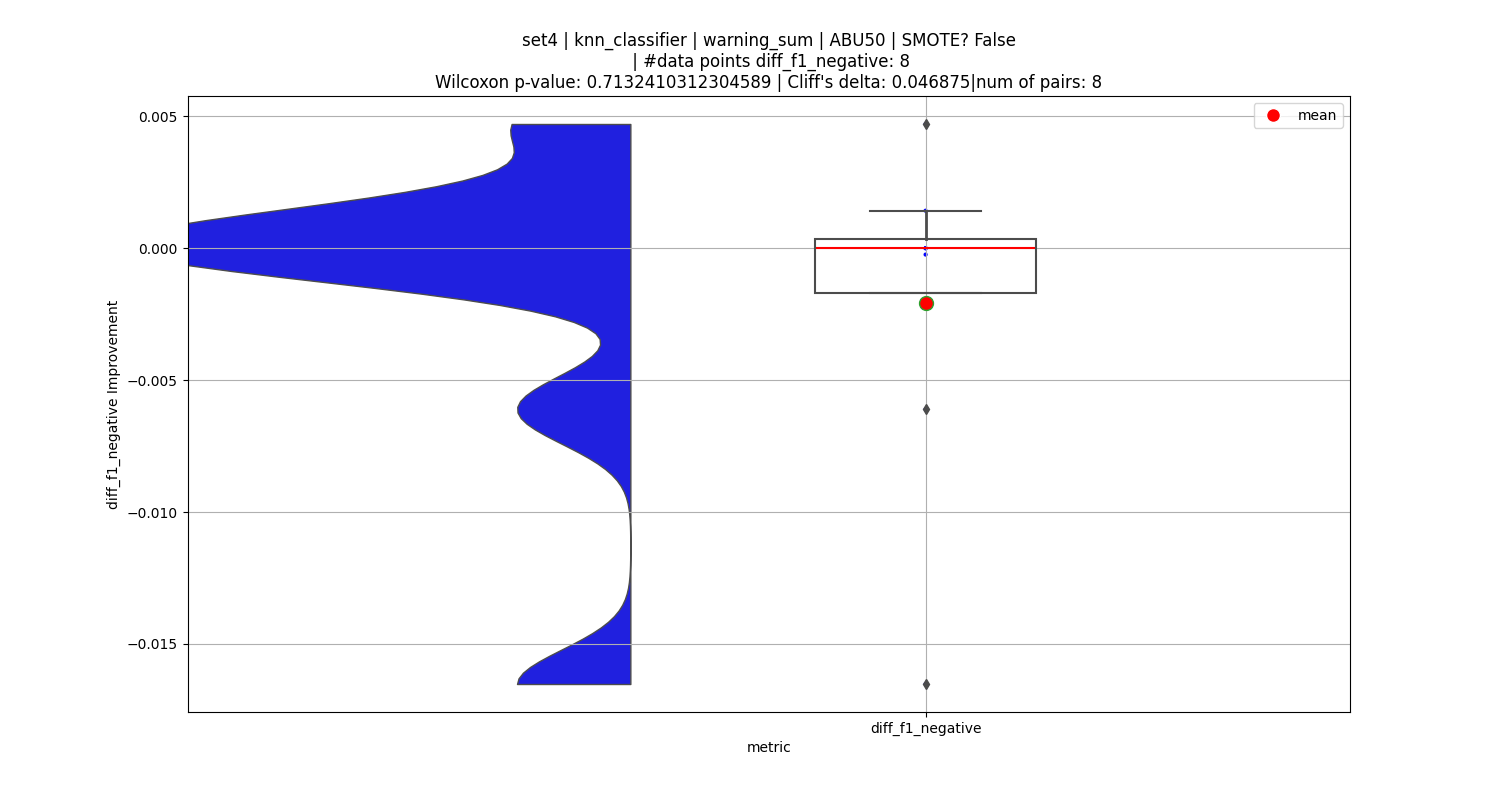 set4 | knn_classifier | warning_sum | ABU50 | SMOTE? False
| #data points diff_f1_negative: 8
Wilcoxon p-value: 0.7132410312304589 | Cliff's delta: 0.046875|num of pairs: 8
mean
0.005
0.000
−0.005
−0.010
−0.015
diff_f1_negative Improvement
diff_f1_negative
metric